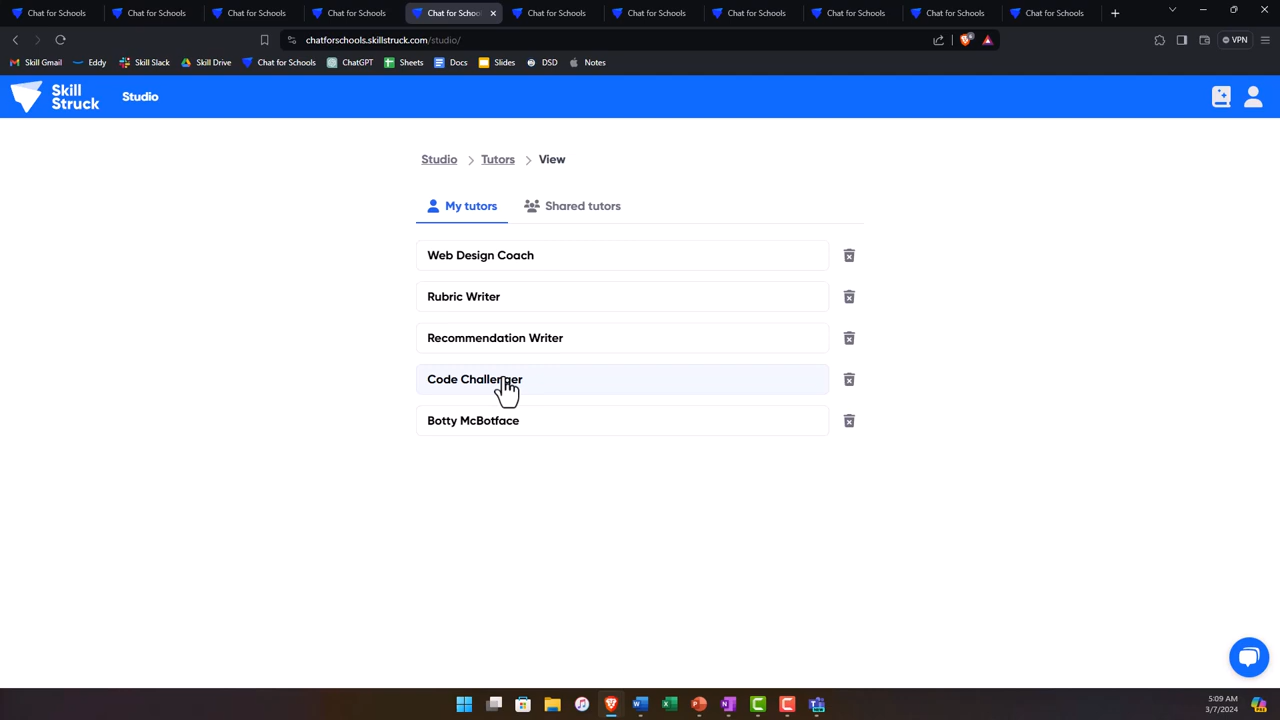 Chat for Schools Chat for Schools Chat for Schools Chat for Schools Chat for Schoo Chat for Schools Chat for Schools Chat for Schools Chat for Schools Chat for Schools Chat for Schools
chatforschools.skillstruck.com/studio/
VPN
Skill Gmail Eddy Skill Slack Skill Drive Chat for Schools ChatGPT Sheets Docs Slides DSD Notes
Skill
Struck
Studio
Studio > Tutors > View
My tutors Shared tutors
Web Design Coach
Rubric Writer
Recommendation Writer
Code Challenger
Botty McBotface
5:09 AM
3/7/2024